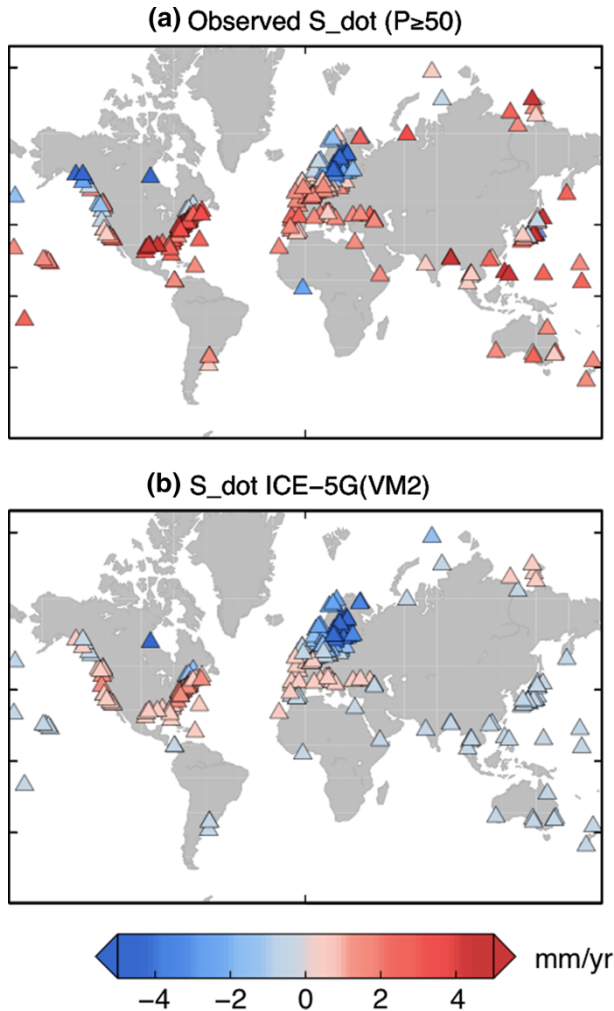 (a) Observed S_dot (P≥50)
(b) S_dot ICE−5G(VM2)
−4 −2 0 2 4 mm/yr